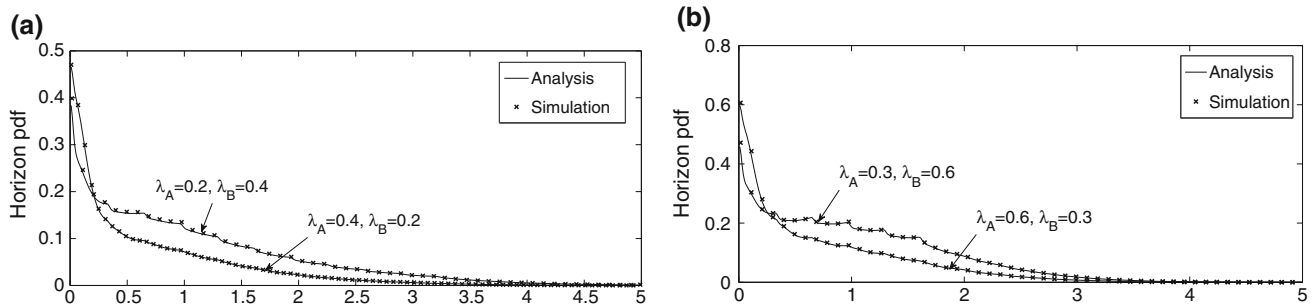 (a)
0.5
0.4
0.3
0.2
0.1
0
Horizon pdf
Analysis
Simulation
λA=0.2, λB=0.4
λA=0.4, λB=0.2
0 0.5 1 1.5 2 2.5 3 3.5 4 4.5 5
(b)
0.8
0.6
0.4
0.2
0
Horizon pdf
Analysis
Simulation
λA=0.3, λB=0.6
λA=0.6, λB=0.3
0 1 2 3 4 5